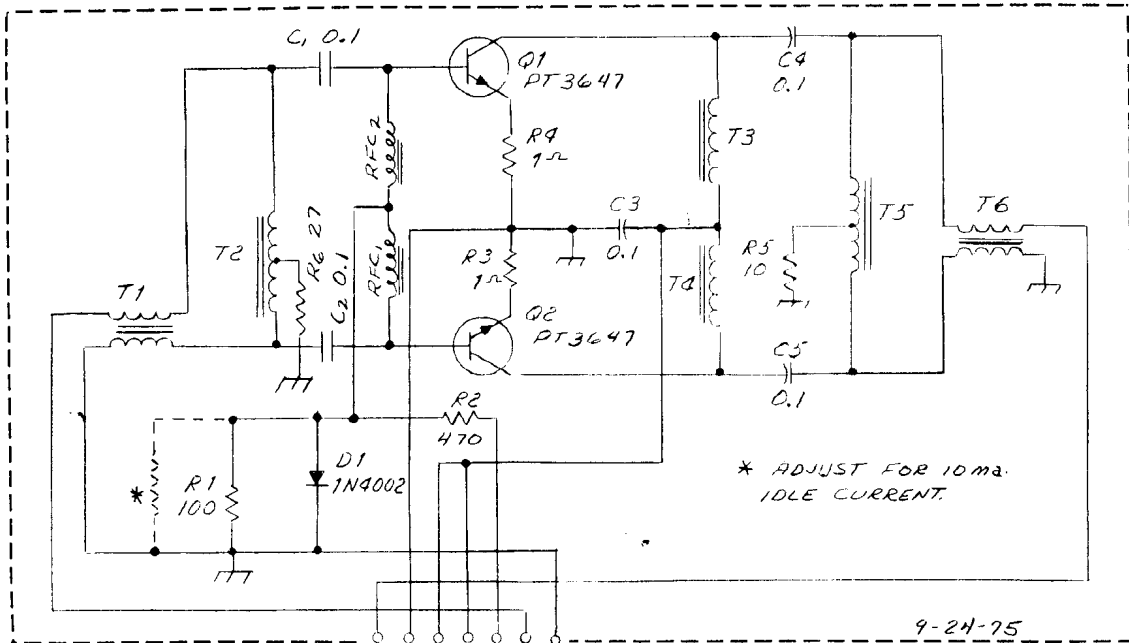 C1 0.1
Q1
PT3647
C4
0.1
RFC2
R4
1Ω
T3
C3
0.1
T2
R6 27
C2 0.1
RFC1
R3
1Ω
T4
R5
10
T5
T6
T1
Q2
PT3647
C5
0.1
R2
470
*
R1
100
D1
1N4002
* ADJUST FOR 10ma.
IDLE CURRENT.
9-24-75